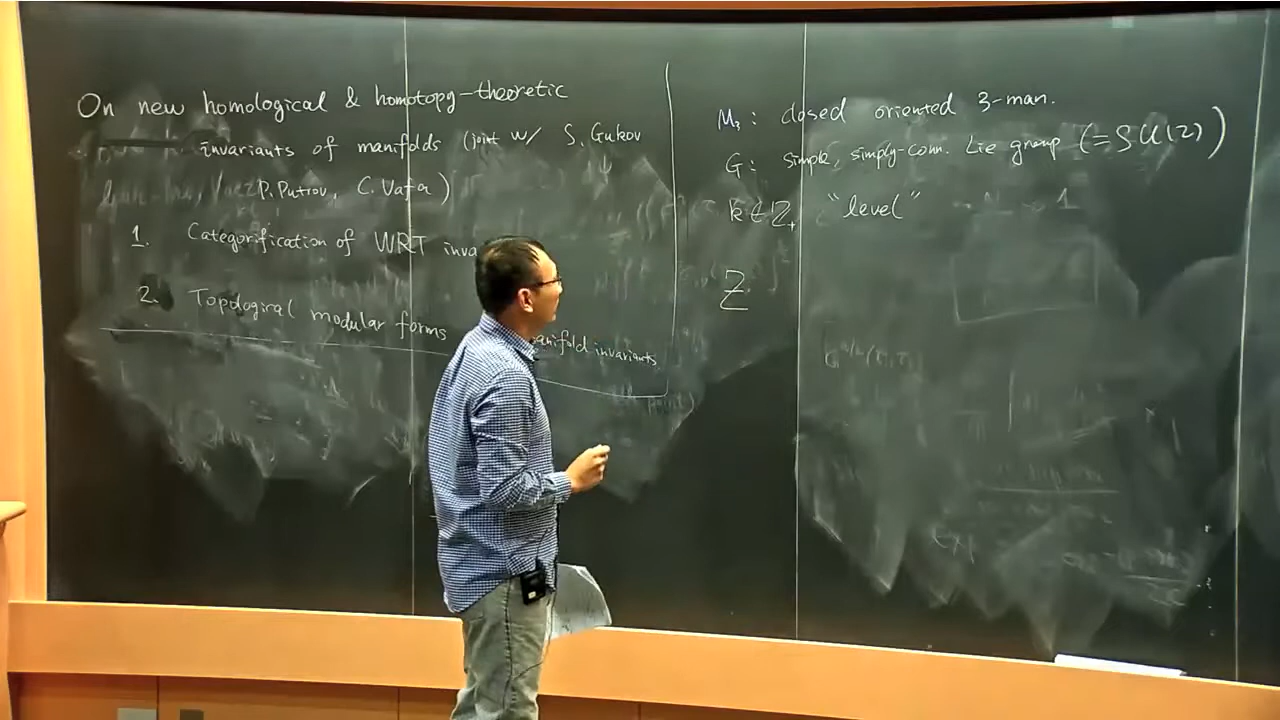 On new homological & homotopy-theoretic
invariants of manifolds (joint w/ S. Gukov
P. Putrov, C. Vafa)
1. Categorification of WRT inva
2. Topological modular forms
manifold invariants
M₃: closed oriented 3-man.
G: simple, simply-conn. Lie group (=SU(2))
k ∈ ℤ₊ "level"
Z